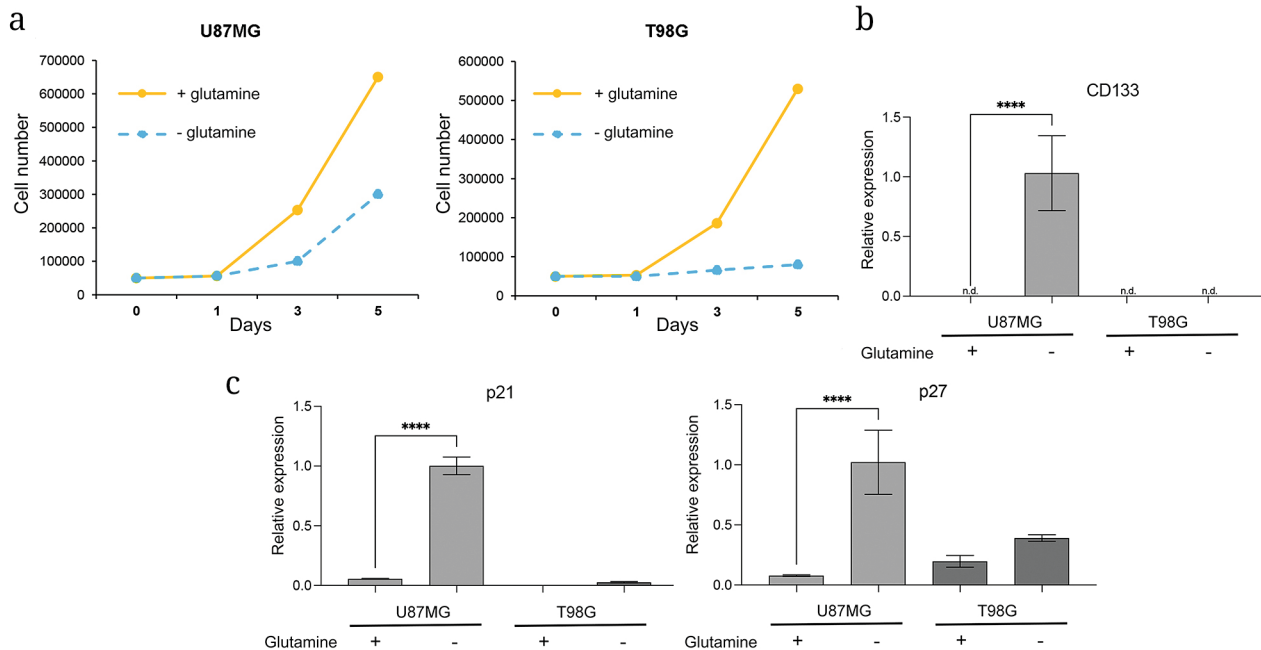 a
U87MG
T98G
b
700000
600000
500000
400000
300000
200000
100000
0
Cell number
+ glutamine
- glutamine
0
1
3
5
Days
600000
500000
400000
300000
200000
100000
0
Cell number
+ glutamine
- glutamine
0
1
3
5
Days
CD133
****
1.5
1.0
0.5
0.0
Relative expression
n.d.
n.d.
n.d.
U87MG
T98G
Glutamine + - + -
c
p21
****
1.5
1.0
0.5
0.0
Relative expression
U87MG
T98G
Glutamine + - + -
p27
****
1.5
1.0
0.5
0.0
Relative expression
U87MG
T98G
Glutamine + - + -